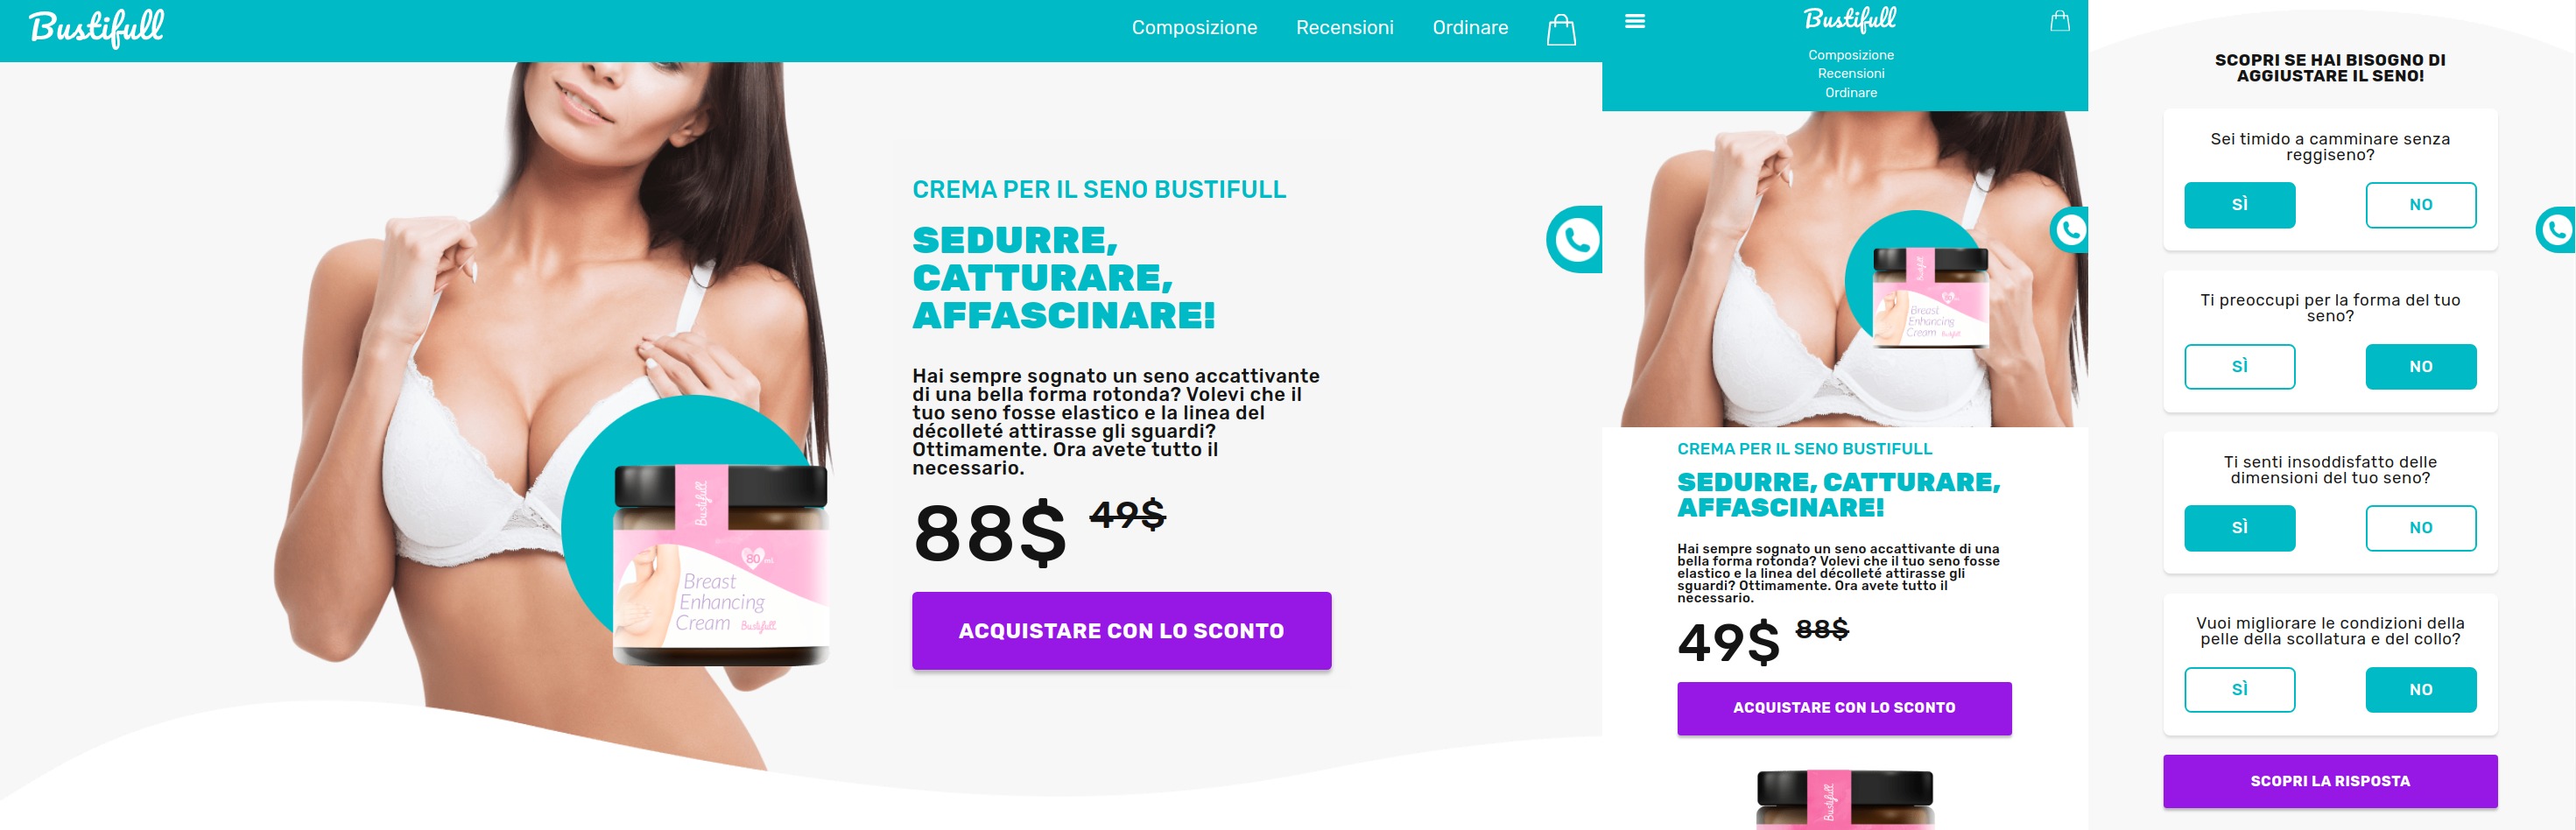 Bustifull
Composizione Recensioni Ordinare
CREMA PER IL SENO BUSTIFULL
SEDURRE,
CATTURARE,
AFFASCINARE!
Hai sempre sognato un seno accattivante
di una bella forma rotonda? Volevi che il
tuo seno fosse elastico e la linea del
décolleté attirasse gli sguardi?
Ottimamente. Ora avete tutto il
necessario.
88$ 49$
ACQUISTARE CON LO SCONTO
Bustifull
80 ml
Breast
Enhancing
Cream Bustifull
Bustifull
Composizione
Recensioni
Ordinare
Bustifull
Breast
Enhancing
Cream Bustifull
CREMA PER IL SENO BUSTIFULL
SEDURRE, CATTURARE,
AFFASCINARE!
Hai sempre sognato un seno accattivante di una
bella forma rotonda? Volevi che il tuo seno fosse
elastico e la linea del décolleté attirasse gli
sguardi? Ottimamente. Ora avete tutto il
necessario.
49$ 88$
ACQUISTARE CON LO SCONTO
Bustifull
SCOPRI SE HAI BISOGNO DI
AGGIUSTARE IL SENO!
Sei timido a camminare senza
reggiseno?
SÌ NO
Ti preoccupi per la forma del tuo
seno?
SÌ NO
Ti senti insoddisfatto delle
dimensioni del tuo seno?
SÌ NO
Vuoi migliorare le condizioni della
pelle della scollatura e del collo?
SÌ NO
SCOPRI LA RISPOSTA